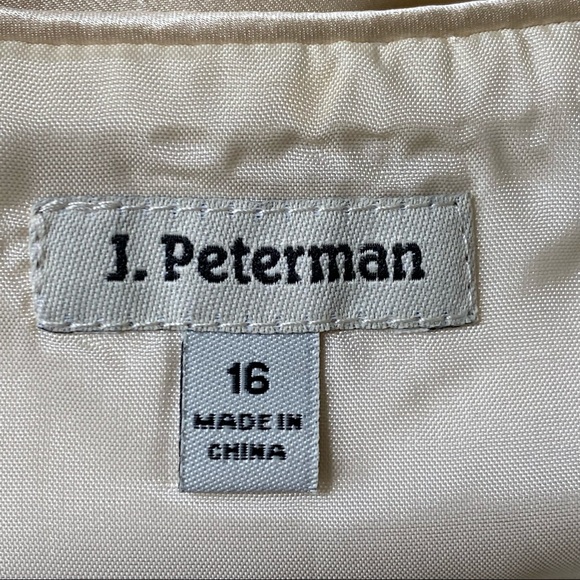 J. Peterman
16
MADE IN
CHINA